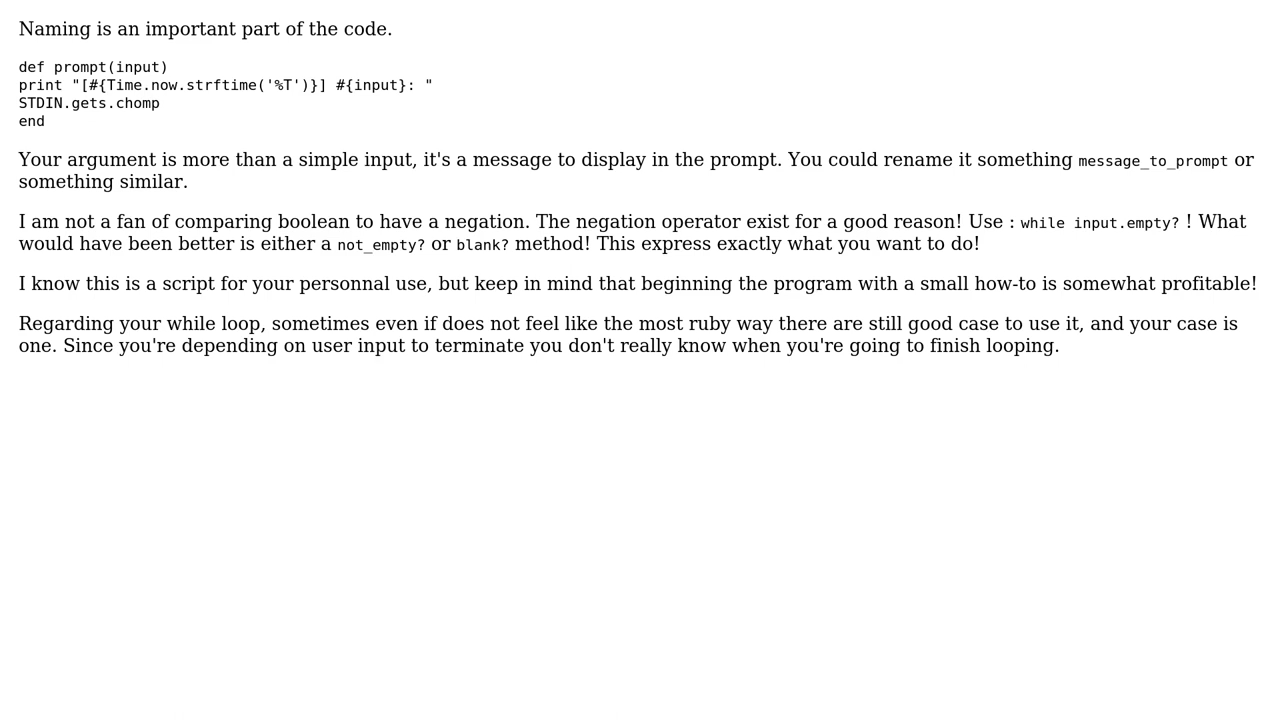 Naming is an important part of the code.
def prompt(input)
print "[#{Time.now.strftime('%T')}] #{input}: "
STDIN.gets.chomp
end
Your argument is more than a simple input, it's a message to display in the prompt. You could rename it something message_to_prompt or
something similar.
I am not a fan of comparing boolean to have a negation. The negation operator exist for a good reason! Use : while input.empty? ! What
would have been better is either a not_empty? or blank? method! This express exactly what you want to do!
I know this is a script for your personnal use, but keep in mind that beginning the program with a small how-to is somewhat profitable!
Regarding your while loop, sometimes even if does not feel like the most ruby way there are still good case to use it, and your case is
one. Since you're depending on user input to terminate you don't really know when you're going to finish looping.